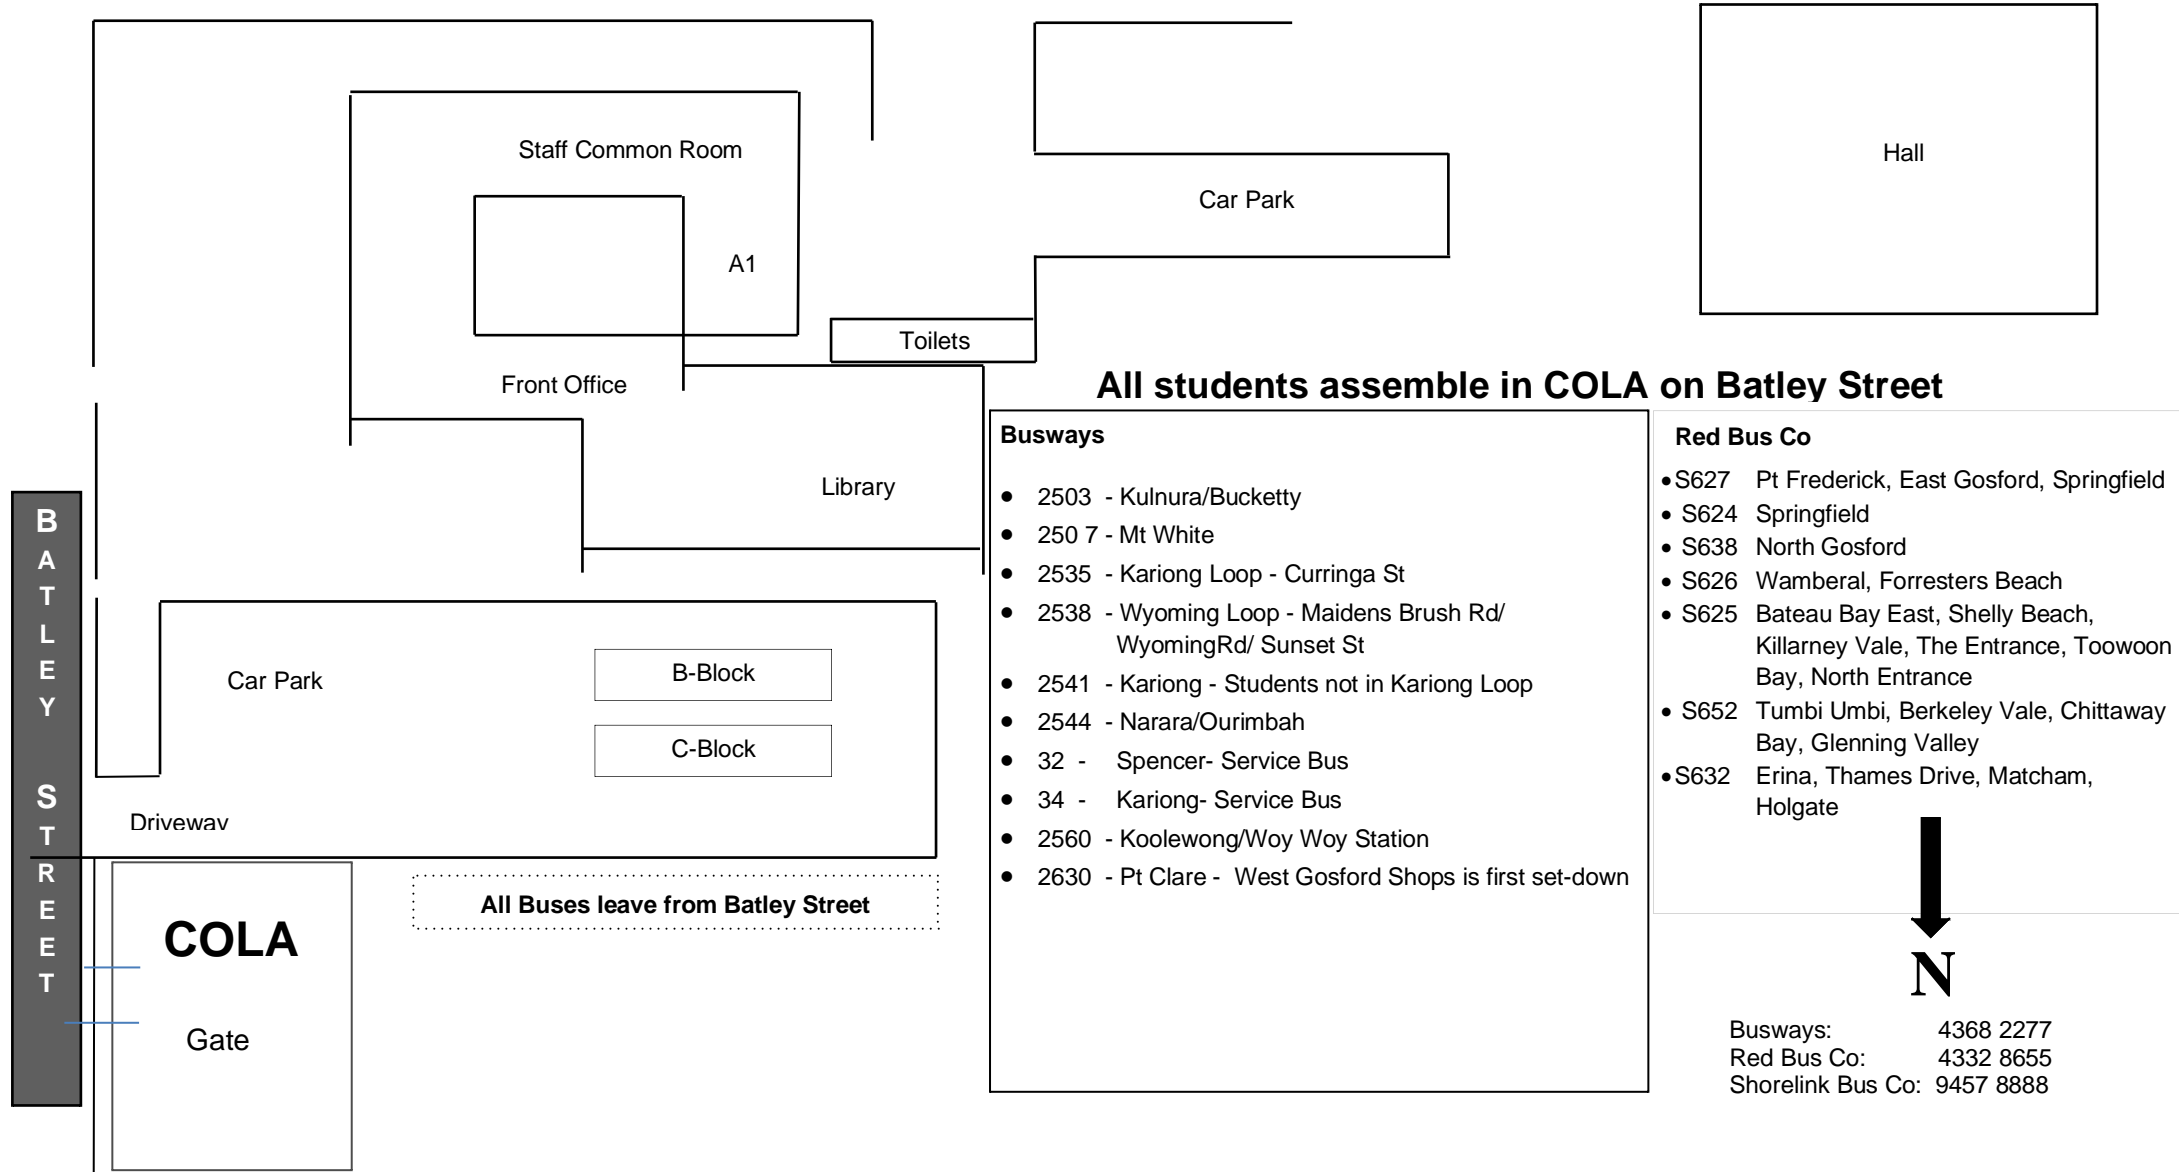 Staff Common Room
Hall
Car Park
A1
Toilets
Front Office
Library
BATLEY STREET
Car Park
B-Block
C-Block
Driveway
COLA
Gate
All Buses leave from Batley Street
All students assemble in COLA on Batley Street
Busways
• 2503 - Kulnura/Bucketty
• 250 7 - Mt White
• 2535 - Kariong Loop - Curringa St
• 2538 - Wyoming Loop - Maidens Brush Rd/
WyomingRd/ Sunset St
• 2541 - Kariong - Students not in Kariong Loop
• 2544 - Narara/Ourimbah
• 32 - Spencer- Service Bus
• 34 - Kariong- Service Bus
• 2560 - Koolewong/Woy Woy Station
• 2630 - Pt Clare - West Gosford Shops is first set-down
Red Bus Co
• S627 Pt Frederick, East Gosford, Springfield
• S624 Springfield
• S638 North Gosford
• S626 Wamberal, Forresters Beach
• S625 Bateau Bay East, Shelly Beach,
Killarney Vale, The Entrance, Toowoon
Bay, North Entrance
• S652 Tumbi Umbi, Berkeley Vale, Chittaway
Bay, Glenning Valley
• S632 Erina, Thames Drive, Matcham,
Holgate
N
Busways: 4368 2277
Red Bus Co: 4332 8655
Shorelink Bus Co: 9457 8888